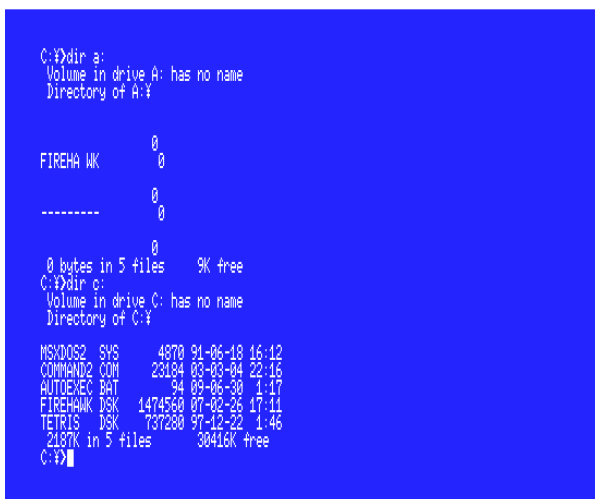 C:¥>dir a:
Volume in drive A: has no name
Directory of A:¥
0
FIREHA WK 0
0
--------- 0
0
0 bytes in 5 files 9K free
C:¥>dir c:
Volume in drive C: has no name
Directory of C:¥
MSXDOS2 SYS 4870 91-06-18 16:12
COMMAND2 COM 23184 03-03-04 22:16
AUTOEXEC BAT 94 09-06-30 1:17
FIREHAWK DSK 1474560 07-02-26 17:11
TETRIS DSK 737280 97-12-22 1:46
2187K in 5 files 30416K free
C:¥>